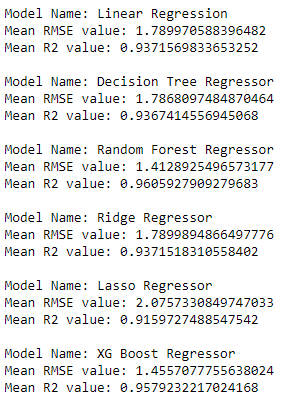 Model Name: Linear Regression
Mean RMSE value: 1.789970588396482
Mean R2 value: 0.9371569833653252
Model Name: Decision Tree Regressor
Mean RMSE value: 1.7868097484870464
Mean R2 value: 0.9367414556945068
Model Name: Random Forest Regressor
Mean RMSE value: 1.4128925496573177
Mean R2 value: 0.9605927909279683
Model Name: Ridge Regressor
Mean RMSE value: 1.7899894866497776
Mean R2 value: 0.9371518310558402
Model Name: Lasso Regressor
Mean RMSE value: 2.0757330849747033
Mean R2 value: 0.9159727488547542
Model Name: XG Boost Regressor
Mean RMSE value: 1.4557077755638024
Mean R2 value: 0.9579232217024168